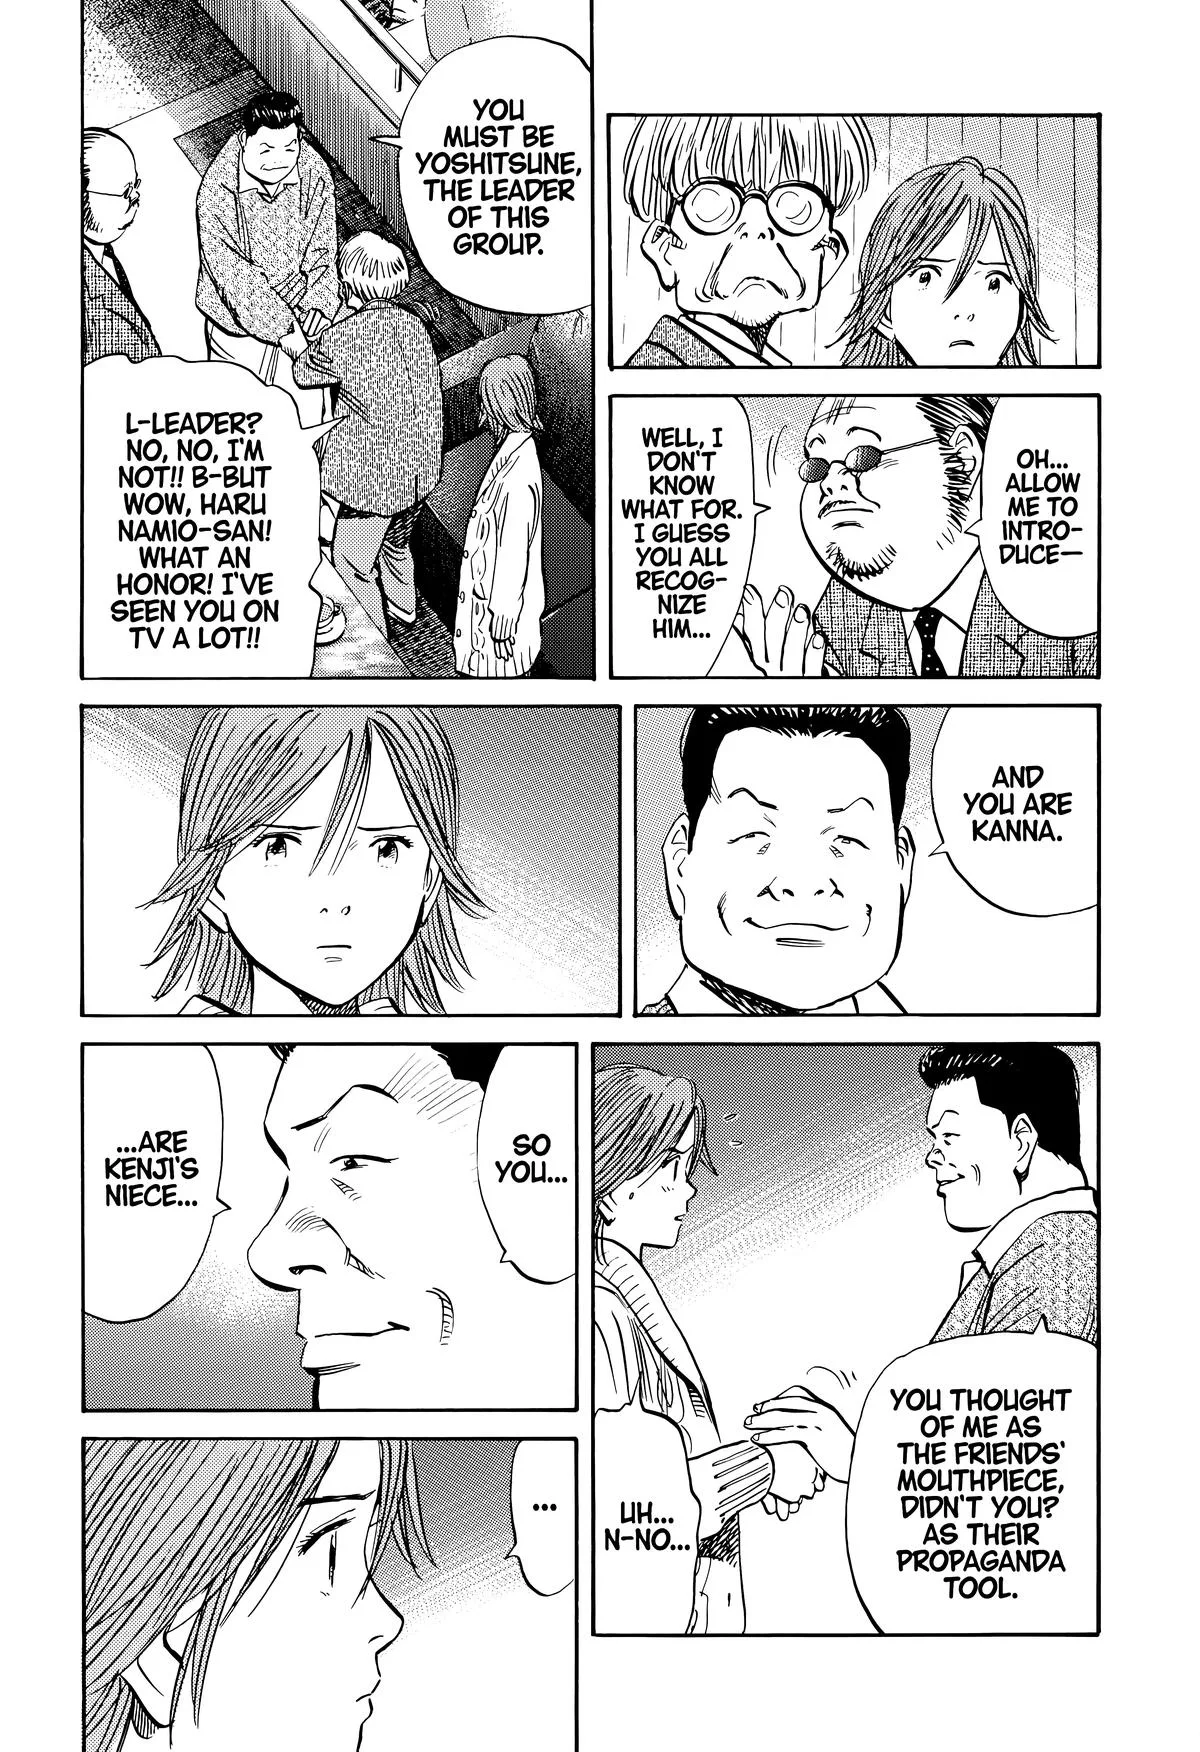 OH...
ALLOW
ME TO
INTRO-
DUCE—
WELL, I
DON'T
KNOW
WHAT FOR.
I GUESS
YOU ALL
RECOG-
NIZE
HIM...
YOU
MUST BE
YOSHITSUNE,
THE LEADER
OF THIS
GROUP.
L-LEADER?
NO, NO, I'M
NOT!! B-BUT
WOW, HARU
NAMIO-SAN!
WHAT AN
HONOR! I'VE
SEEN YOU ON
TV A LOT!!
AND
YOU ARE
KANNA.
YOU THOUGHT
OF ME AS
THE FRIENDS'
MOUTHPIECE,
DIDN'T YOU?
AS THEIR
PROPAGANDA
TOOL.
UH...
N-NO...
SO
YOU...
...ARE
KENJI'S
NIECE...
...